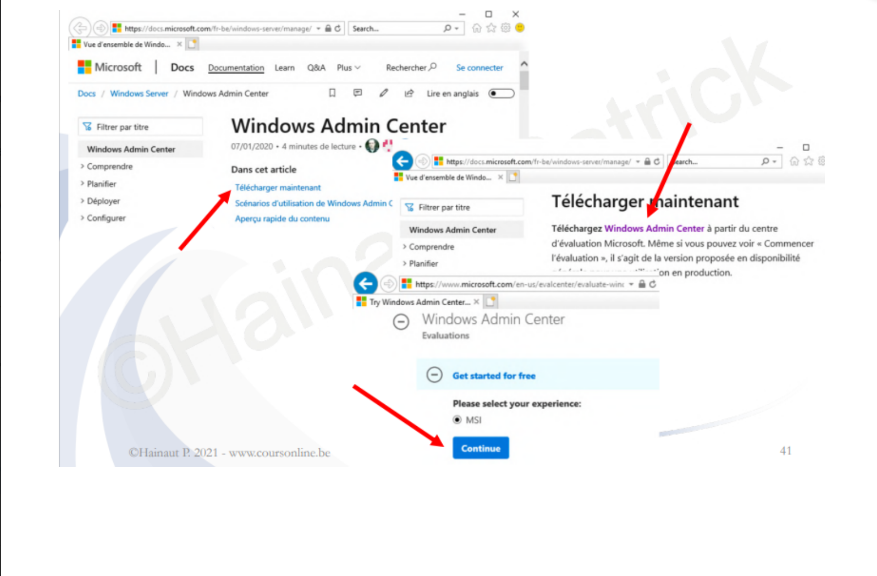 https://docs.microsoft.com/fr-be/windows-server/manage/
Search...
Vue d'ensemble de Windo...
Microsoft | Docs Documentation Learn Q&A Plus Rechercher Se connecter
Docs / Windows Server / Windows Admin Center
Lire en anglais
Filtrer par titre
Windows Admin Center
Comprendre
Planifier
Déployer
Configurer
Windows Admin Center
07/01/2020 • 4 minutes de lecture •
Dans cet article
Télécharger maintenant
Scénarios d'utilisation de Windows Admin C
Aperçu rapide du contenu
https://docs.microsoft.com/fr-be/windows-server/manage/
Search...
Vue d'ensemble de Windo...
Filtrer par titre
Windows Admin Center
Comprendre
Planifier
Télécharger maintenant
Téléchargez Windows Admin Center à partir du centre
d'évaluation Microsoft. Même si vous pouvez voir « Commencer
l'évaluation », il s'agit de la version proposée en disponibilité
en production.
https://www.microsoft.com/en-us/evalcenter/evaluate-winc
Try Windows Admin Center...
Windows Admin Center
Evaluations
Get started for free
Please select your experience:
MSI
Continue
©Hainaut P. 2021 - www.coursonline.be
41
©Haina
trick